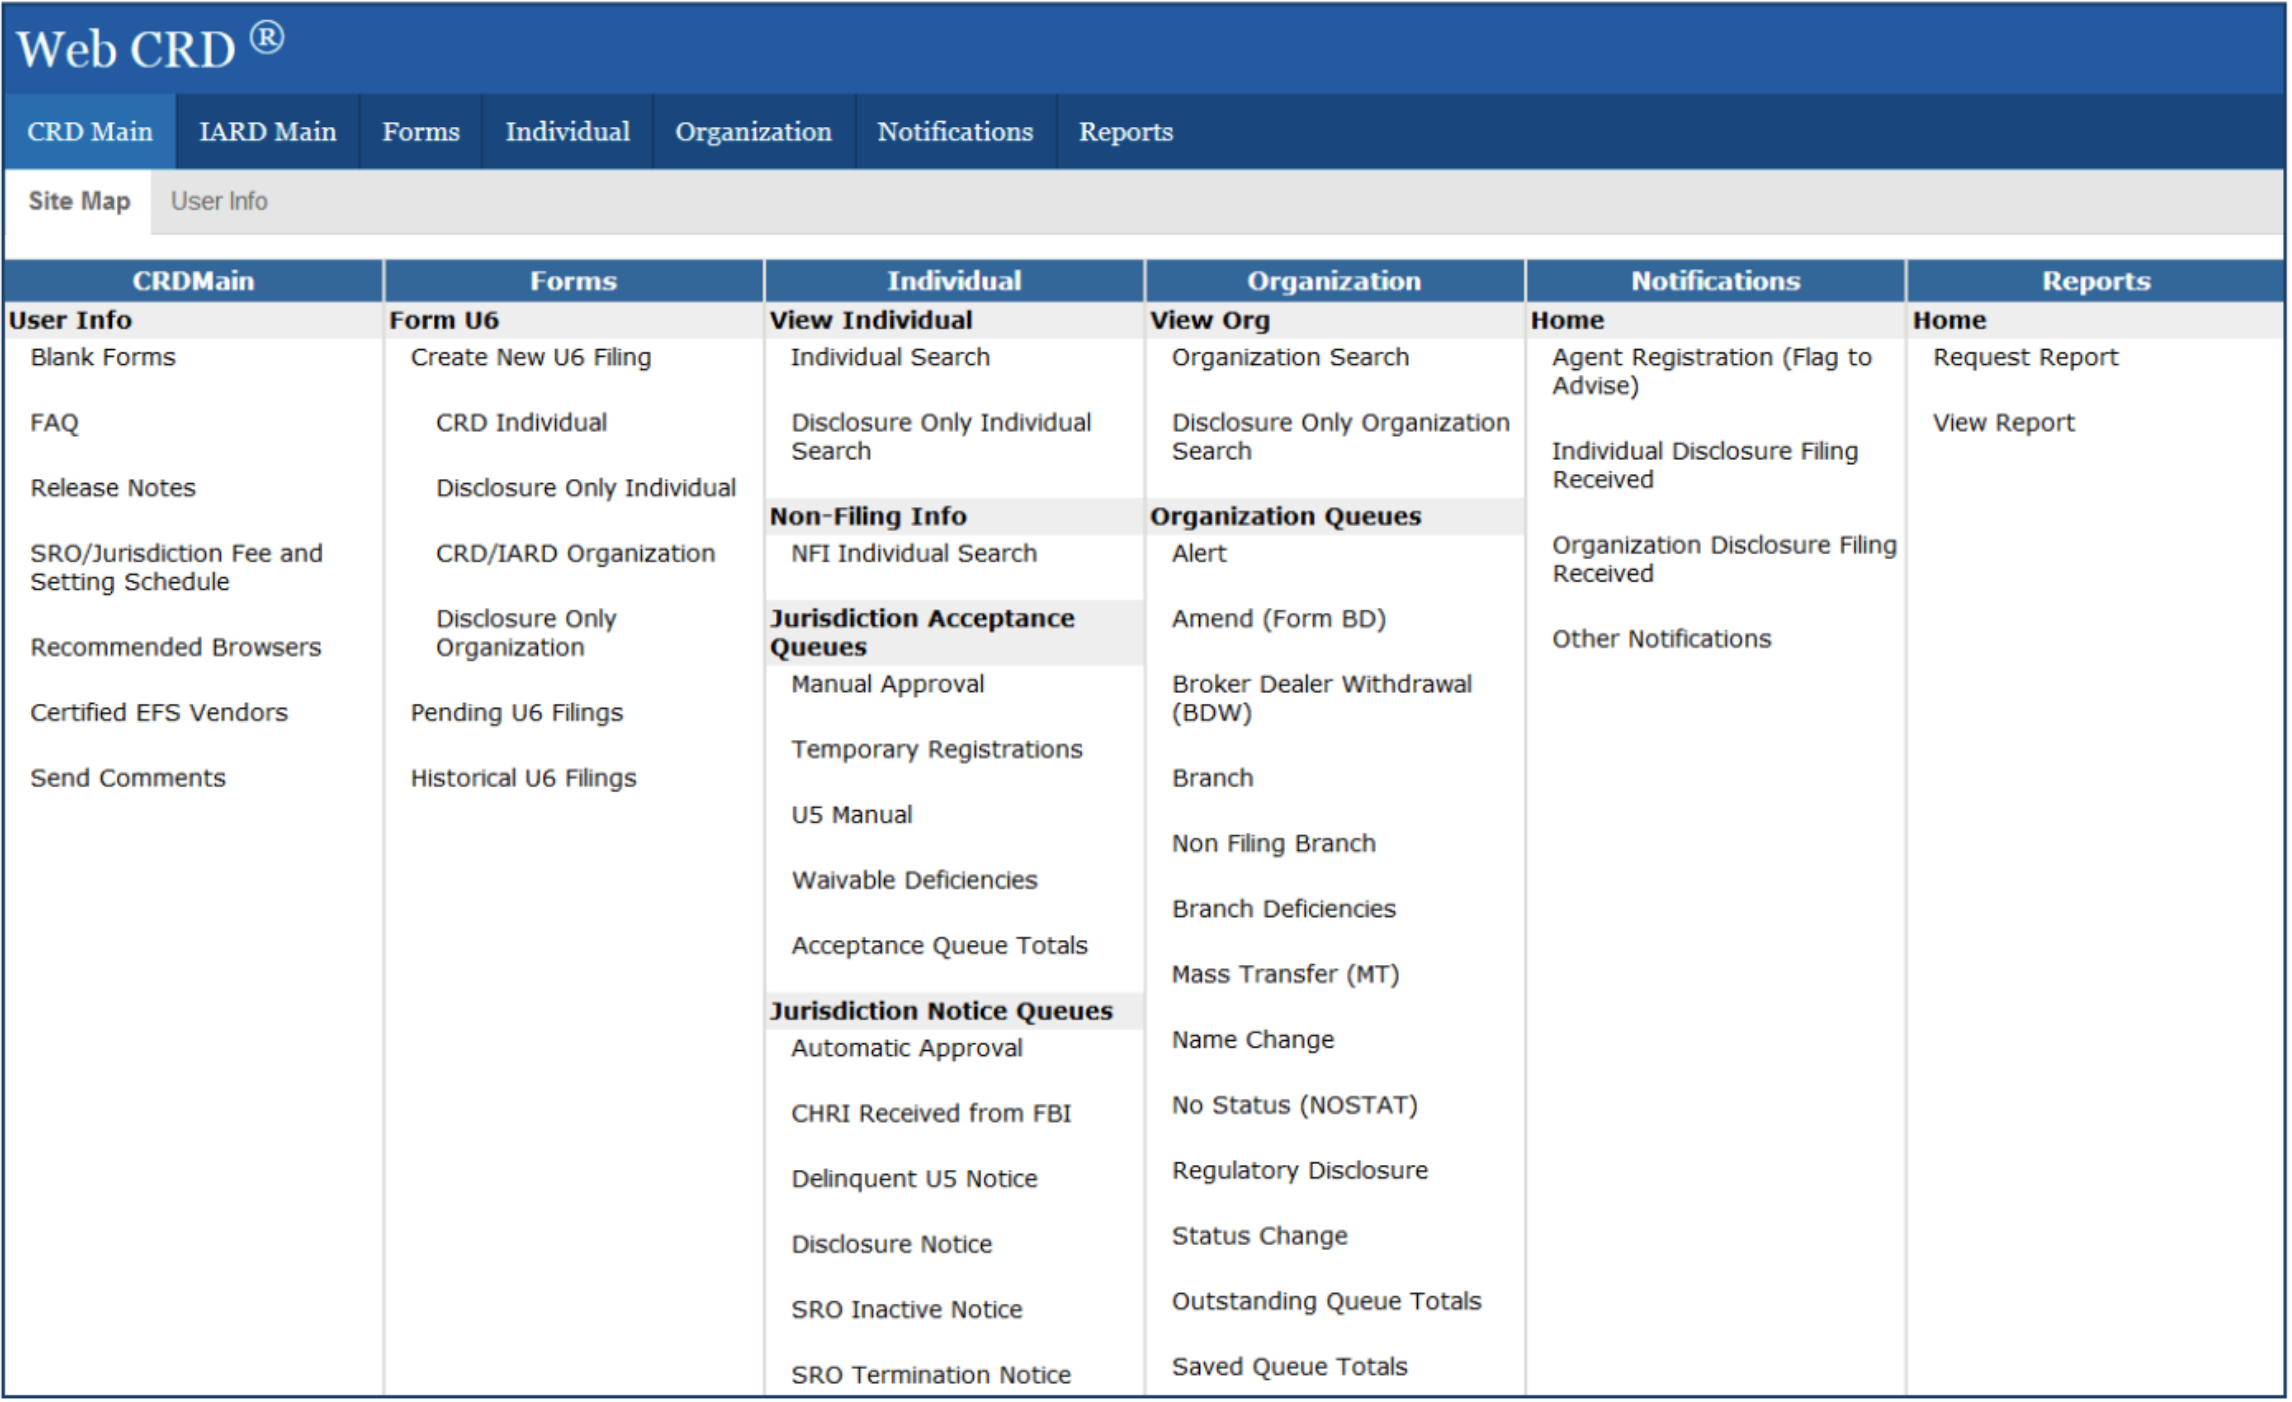 Web CRD ®
CRD Main
IARD Main
Forms
Individual
Organization
Notifications
Reports
Site Map
User Info
CRDMain
User Info
Blank Forms
FAQ
Release Notes
SRO/Jurisdiction Fee and
Setting Schedule
Recommended Browsers
Certified EFS Vendors
Send Comments
Forms
Form U6
Create New U6 Filing
CRD Individual
Disclosure Only Individual
CRD/IARD Organization
Disclosure Only
Organization
Pending U6 Filings
Historical U6 Filings
Individual
View Individual
Individual Search
Disclosure Only Individual
Search
Non-Filing Info
NFI Individual Search
Jurisdiction Acceptance
Queues
Manual Approval
Temporary Registrations
U5 Manual
Waivable Deficiencies
Acceptance Queue Totals
Jurisdiction Notice Queues
Automatic Approval
CHRI Received from FBI
Delinquent U5 Notice
Disclosure Notice
SRO Inactive Notice
SRO Termination Notice
Organization
View Org
Organization Search
Disclosure Only Organization
Search
Organization Queues
Alert
Amend (Form BD)
Broker Dealer Withdrawal
(BDW)
Branch
Non Filing Branch
Branch Deficiencies
Mass Transfer (MT)
Name Change
No Status (NOSTAT)
Regulatory Disclosure
Status Change
Outstanding Queue Totals
Saved Queue Totals
Notifications
Home
Agent Registration (Flag to
Advise)
Individual Disclosure Filing
Received
Organization Disclosure Filing
Received
Other Notifications
Reports
Home
Request Report
View Report